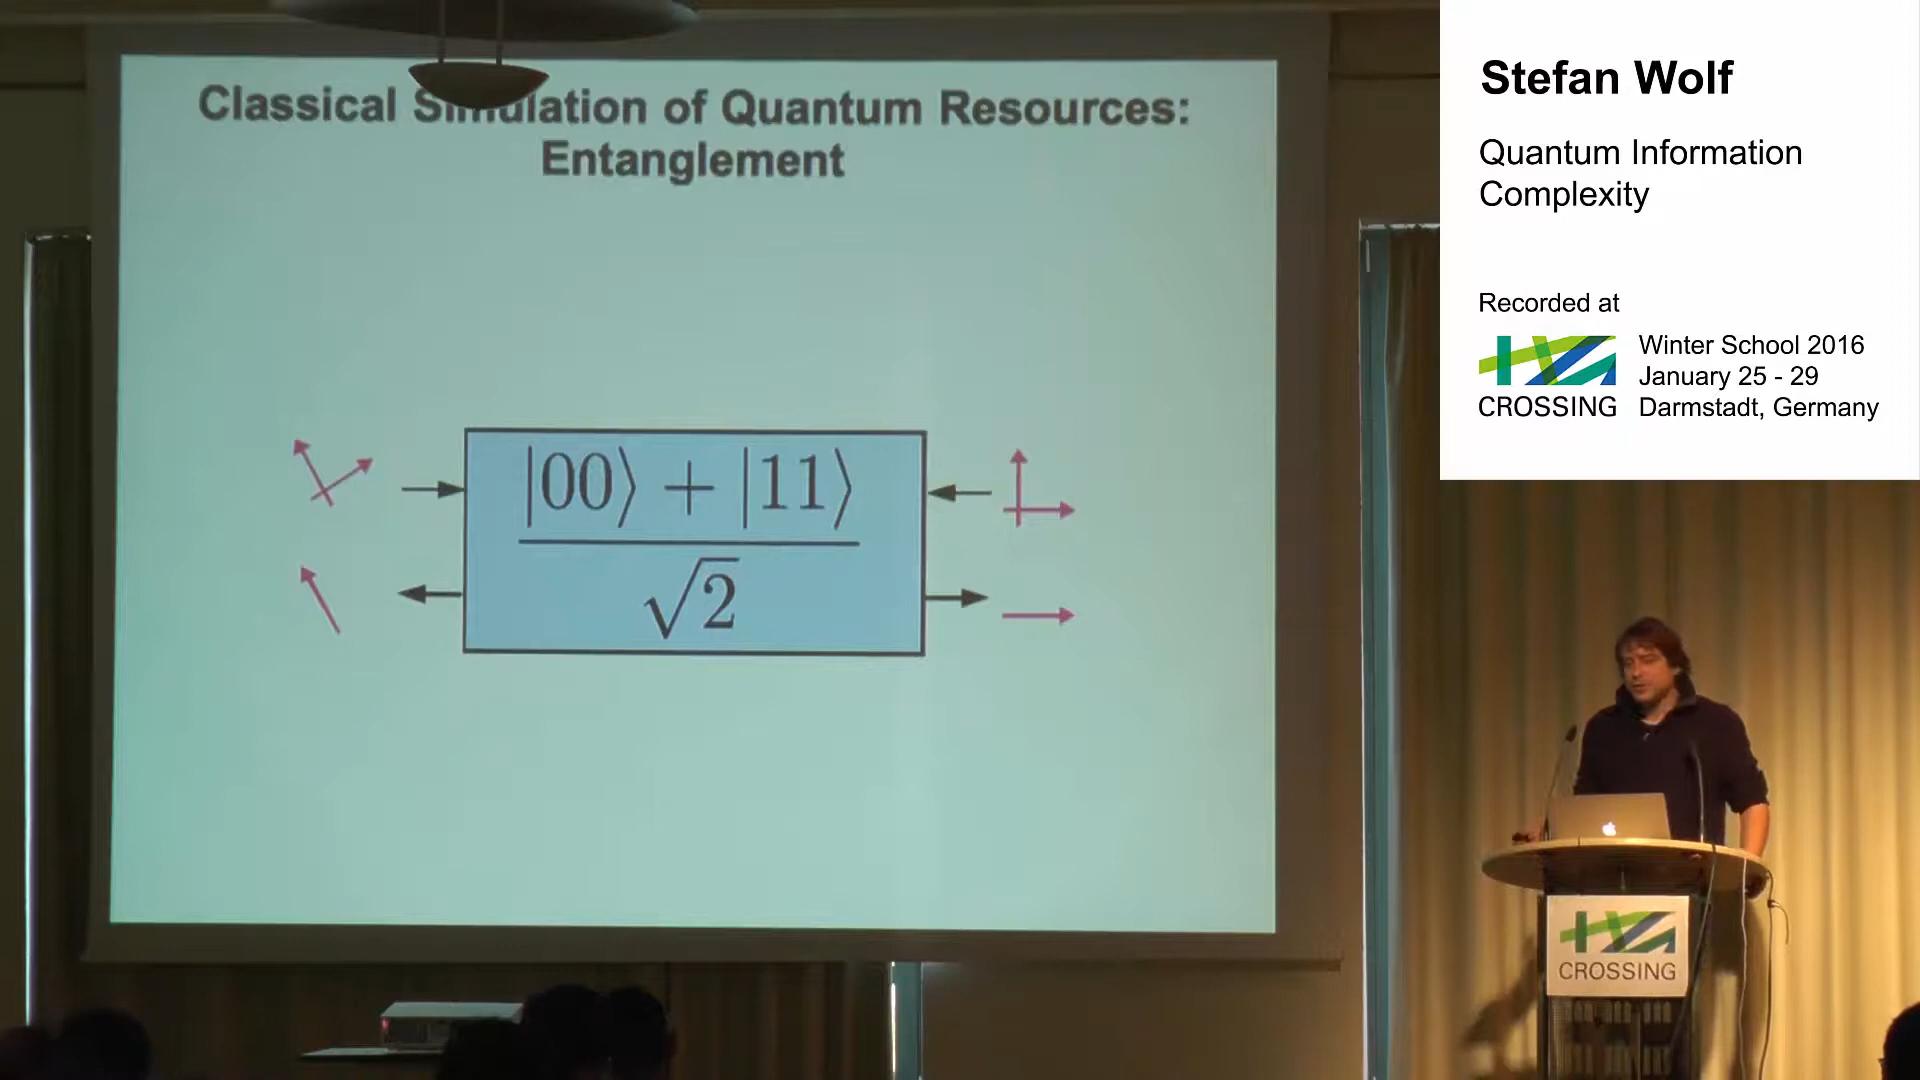 Classical Simulation of Quantum Resources:
Entanglement
|00⟩ + |11⟩
√2
Stefan Wolf
Quantum Information
Complexity
Recorded at
CROSSING
Winter School 2016
January 25 - 29
Darmstadt, Germany
CROSSING